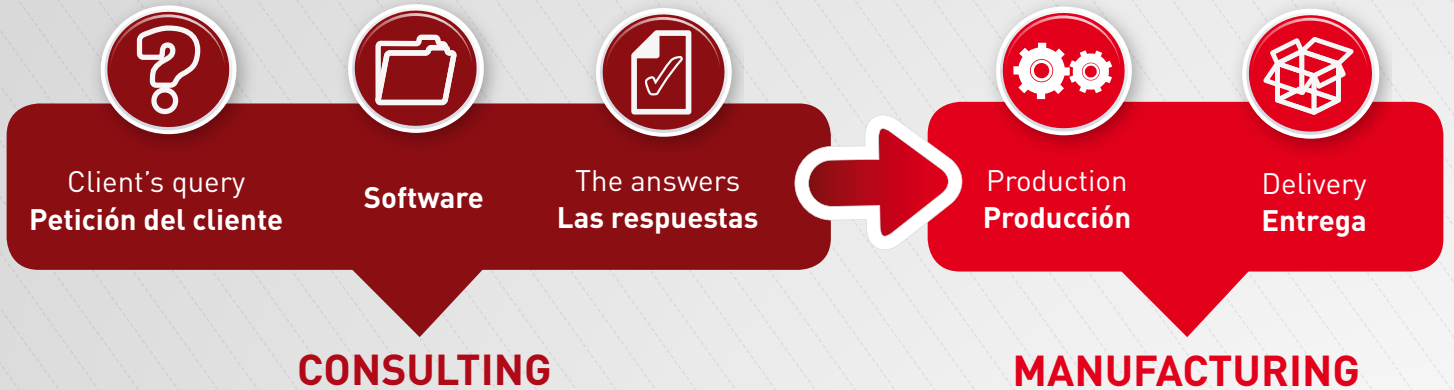 Client's query
Petición del cliente
Software
The answers
Las respuestas
Production
Producción
Delivery
Entrega
CONSULTING
MANUFACTURING